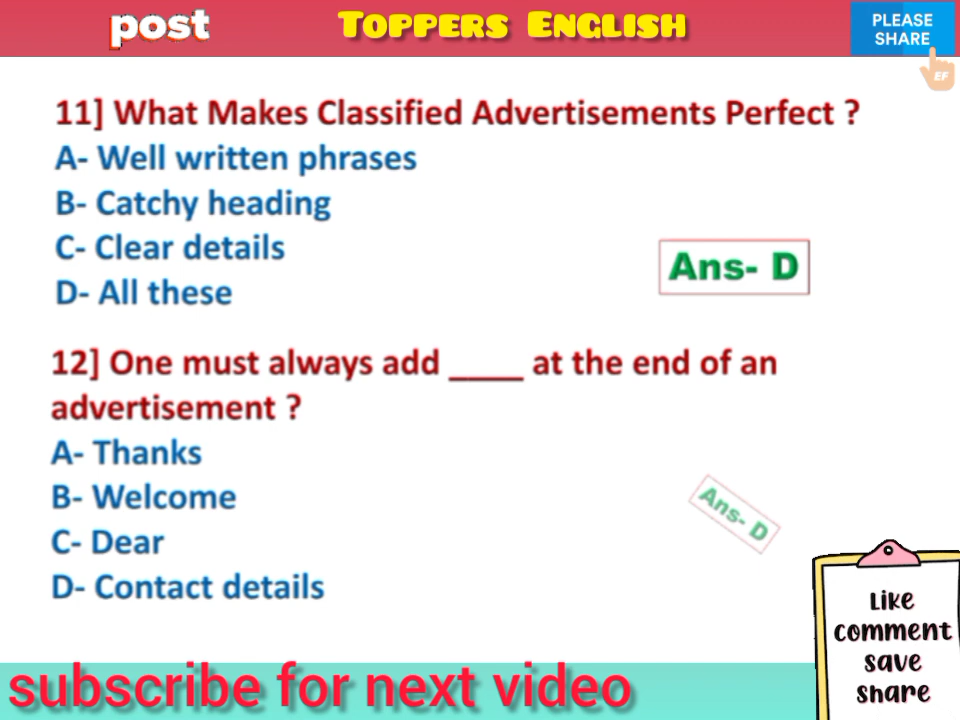 post
TOPPERS ENGLISH
PLEASE
SHARE
EF
11] What Makes Classified Advertisements Perfect ?
A- Well written phrases
B- Catchy heading
C- Clear details
D- All these
Ans- D
12] One must always add ____ at the end of an
advertisement ?
A- Thanks
B- Welcome
C- Dear
D- Contact details
Ans- D
Like
comment
save
share
subscribe for next video